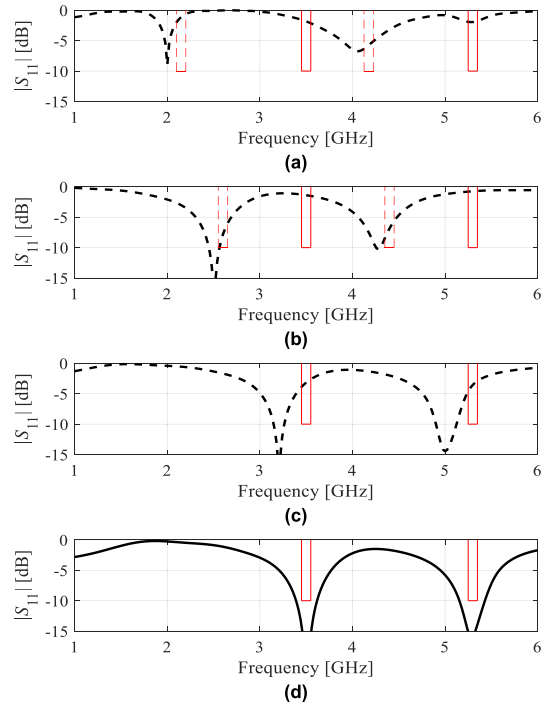 |S11| [dB]
0
-5
-10
-15
1 2 3 4 5 6
Frequency [GHz]
(a)
|S11| [dB]
0
-5
-10
-15
1 2 3 4 5 6
Frequency [GHz]
(b)
|S11| [dB]
0
-5
-10
-15
1 2 3 4 5 6
Frequency [GHz]
(c)
|S11| [dB]
0
-5
-10
-15
1 2 3 4 5 6
Frequency [GHz]
(d)